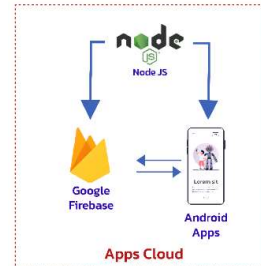 node
JS
Node JS
Google
Firebase
Lorem sit
Android
Apps
Apps Cloud